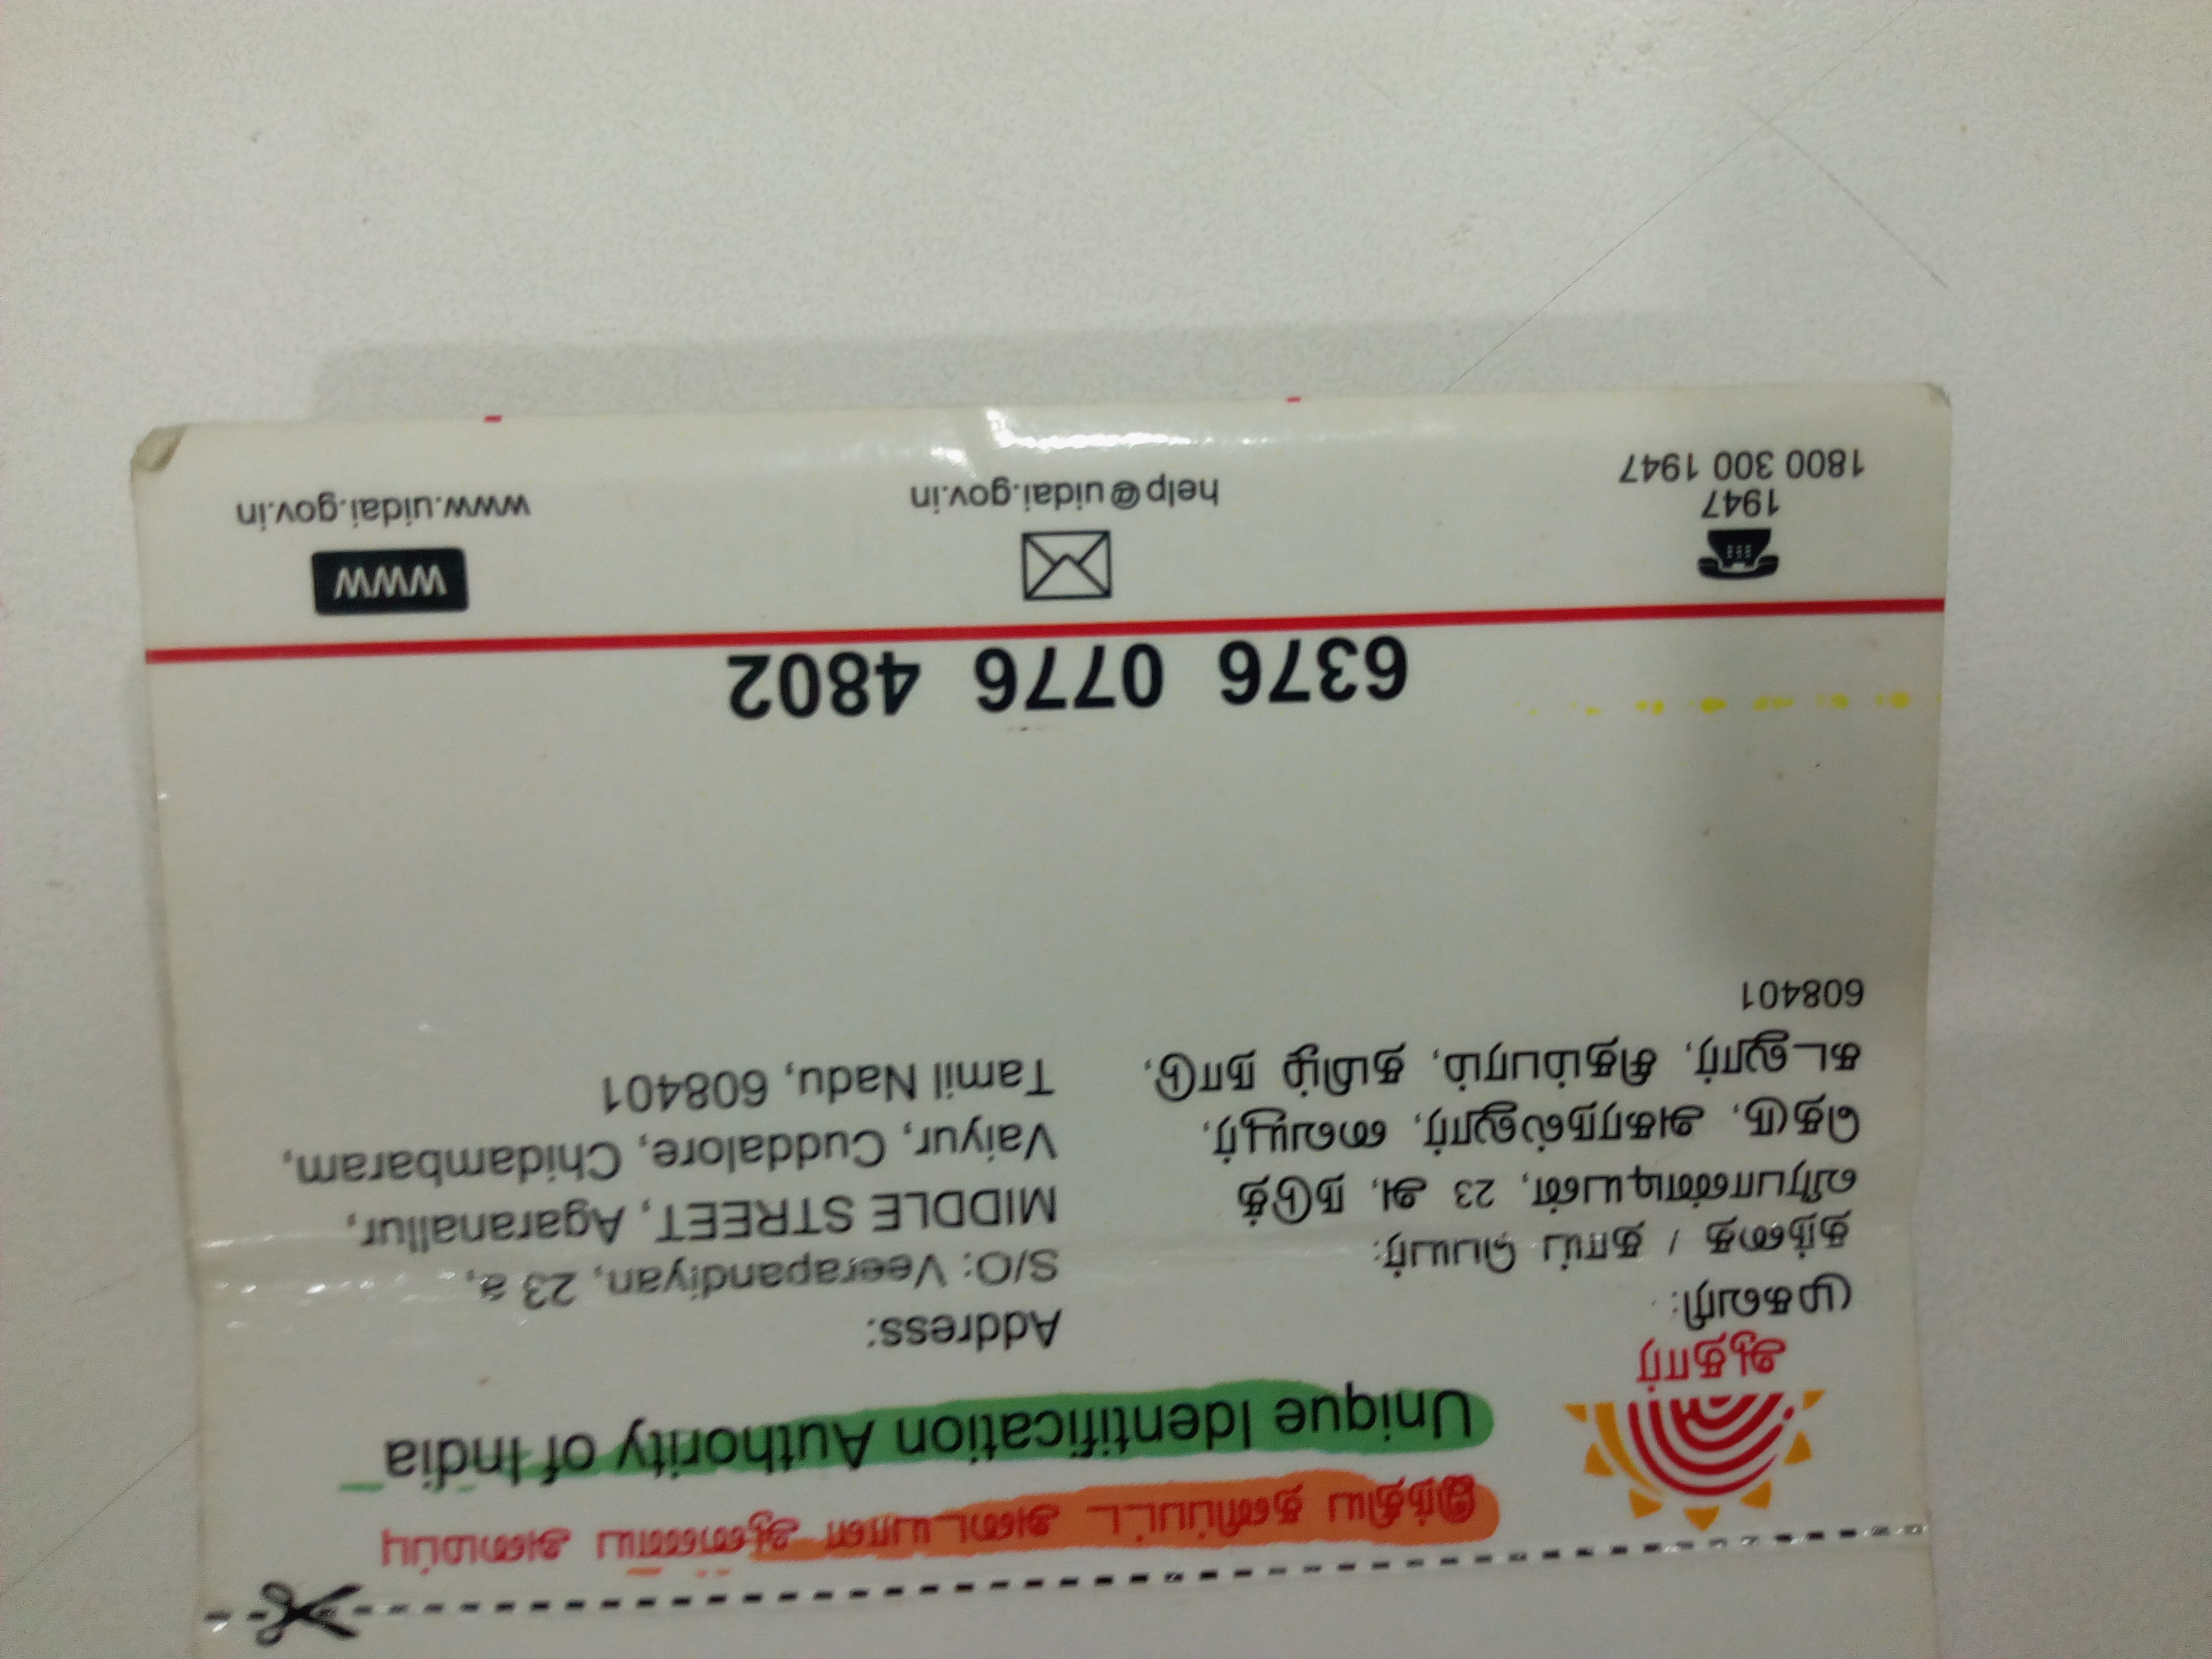 இந்திய தனிப்பட்ட அடையாள ஆணைய அமைப்பு
Unique Identification Authority of India
ஆதார்
முகவரி:
தந்தை / தாய் பெயர்:
வீரபாண்டியன், 23 அ, நடுத்
தெரு, அகரநல்லூர், வையூர்,
கடலூர், சிதம்பரம், தமிழ் நாடு,
608401
Address:
S/O: Veerapandiyan, 23 a,
MIDDLE STREET, Agaranallur,
Vaiyur, Cuddalore, Chidambaram,
Tamil Nadu, 608401
6376 0776 4802
1947
1800 300 1947
help@uidai.gov.in
WWW
www.uidai.gov.in